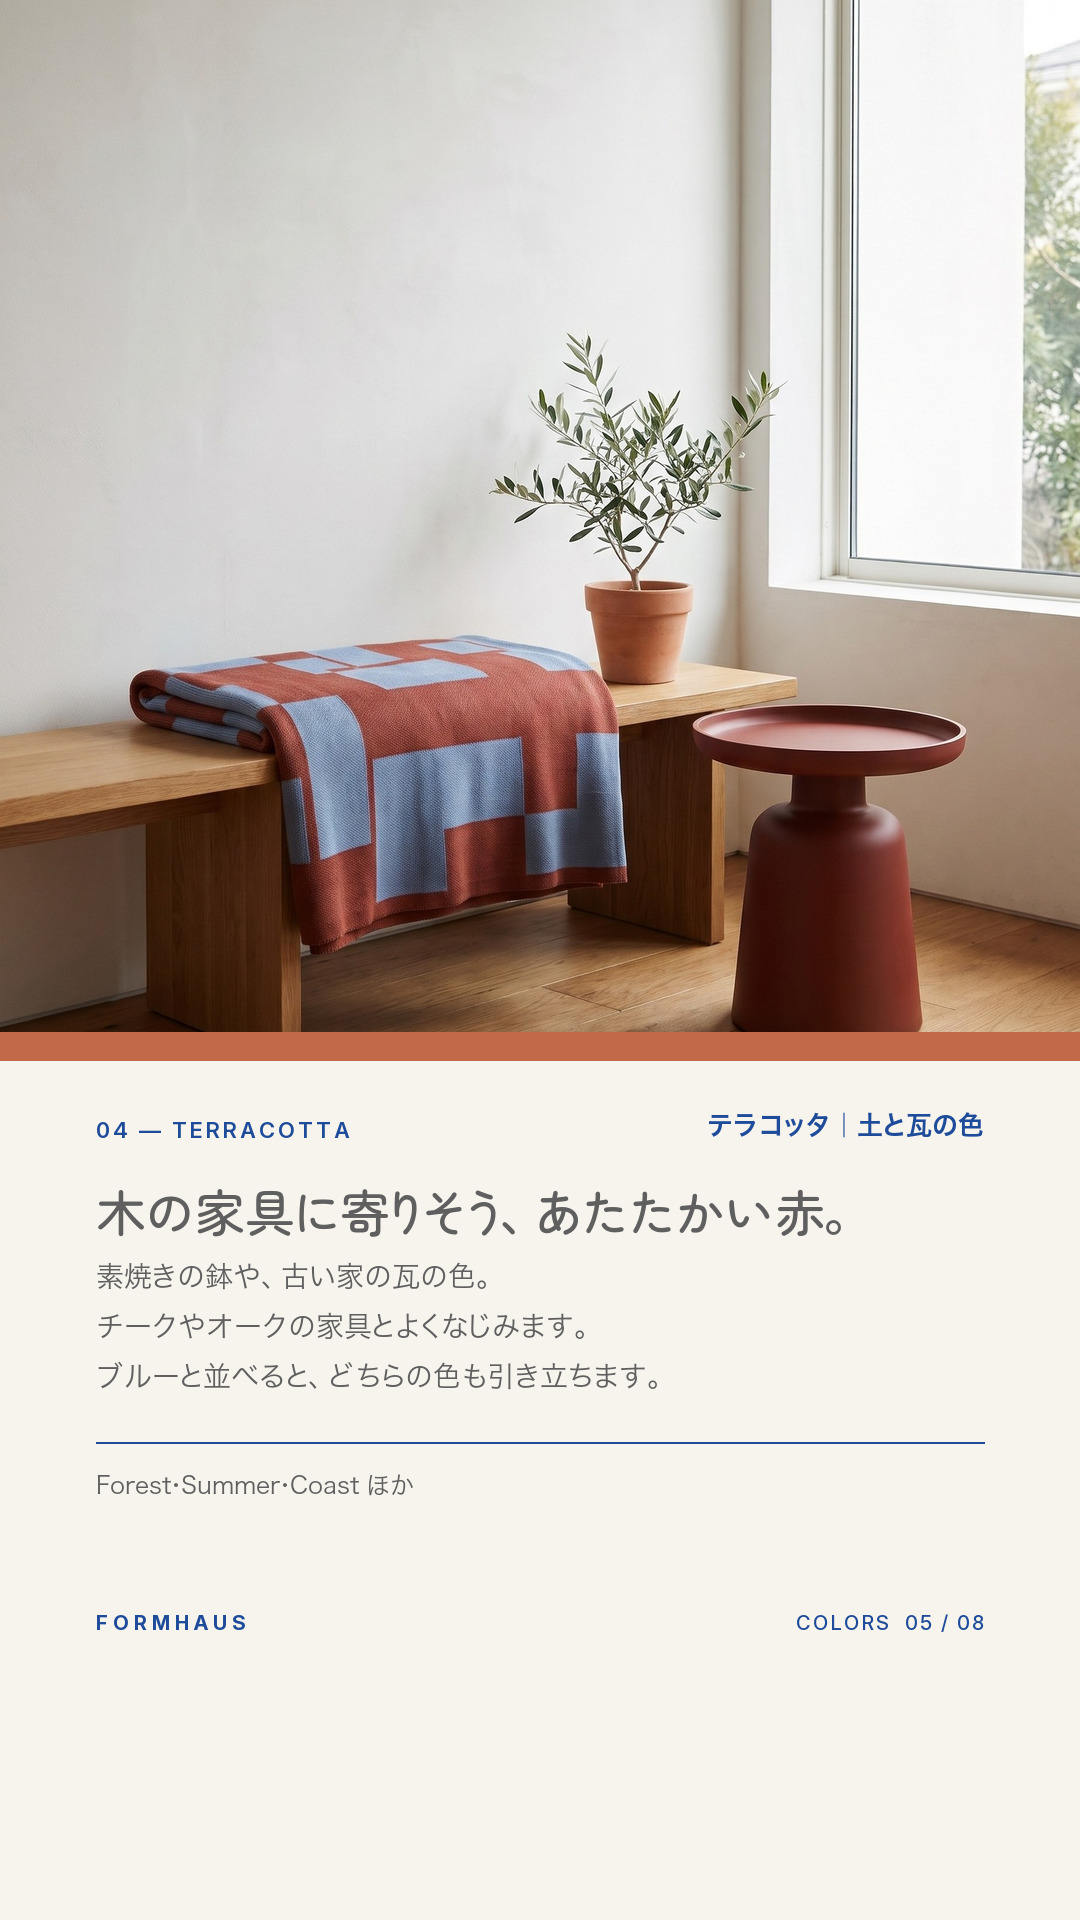 04 — TERRACOTTA
テラコッタ｜土と瓦の色
木の家具に寄りそう、あたたかい赤。
素焼きの鉢や、古い家の瓦の色。
チークやオークの家具とよくなじみます。
ブルーと並べると、どちらの色も引き立ちます。
Forest･Summer･Coast ほか
FORMHAUS
COLORS 05 / 08